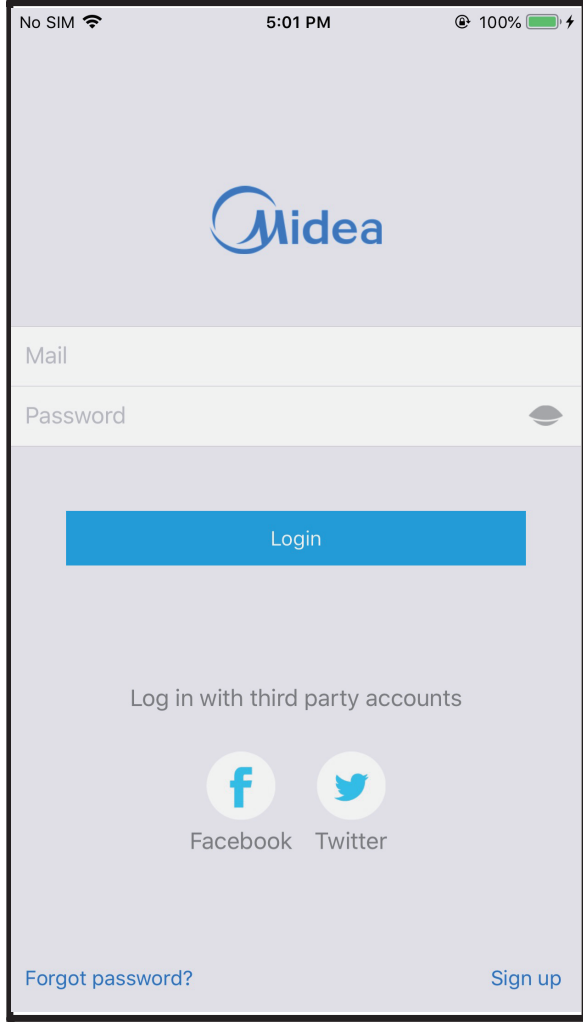 No SIM 5:01 PM 100%
Midea
Mail
Password
Login
Log in with third party accounts
Facebook Twitter
Forgot password? Sign up